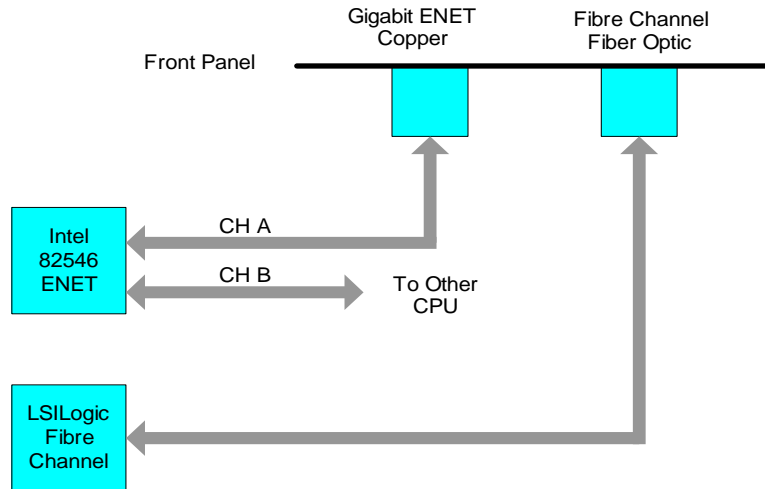 Gigabit ENET
Copper
Fibre Channel
Fiber Optic
Front Panel
CH A
Intel
82546
ENET
CH B
To Other
CPU
LSILogic
Fibre
Channel